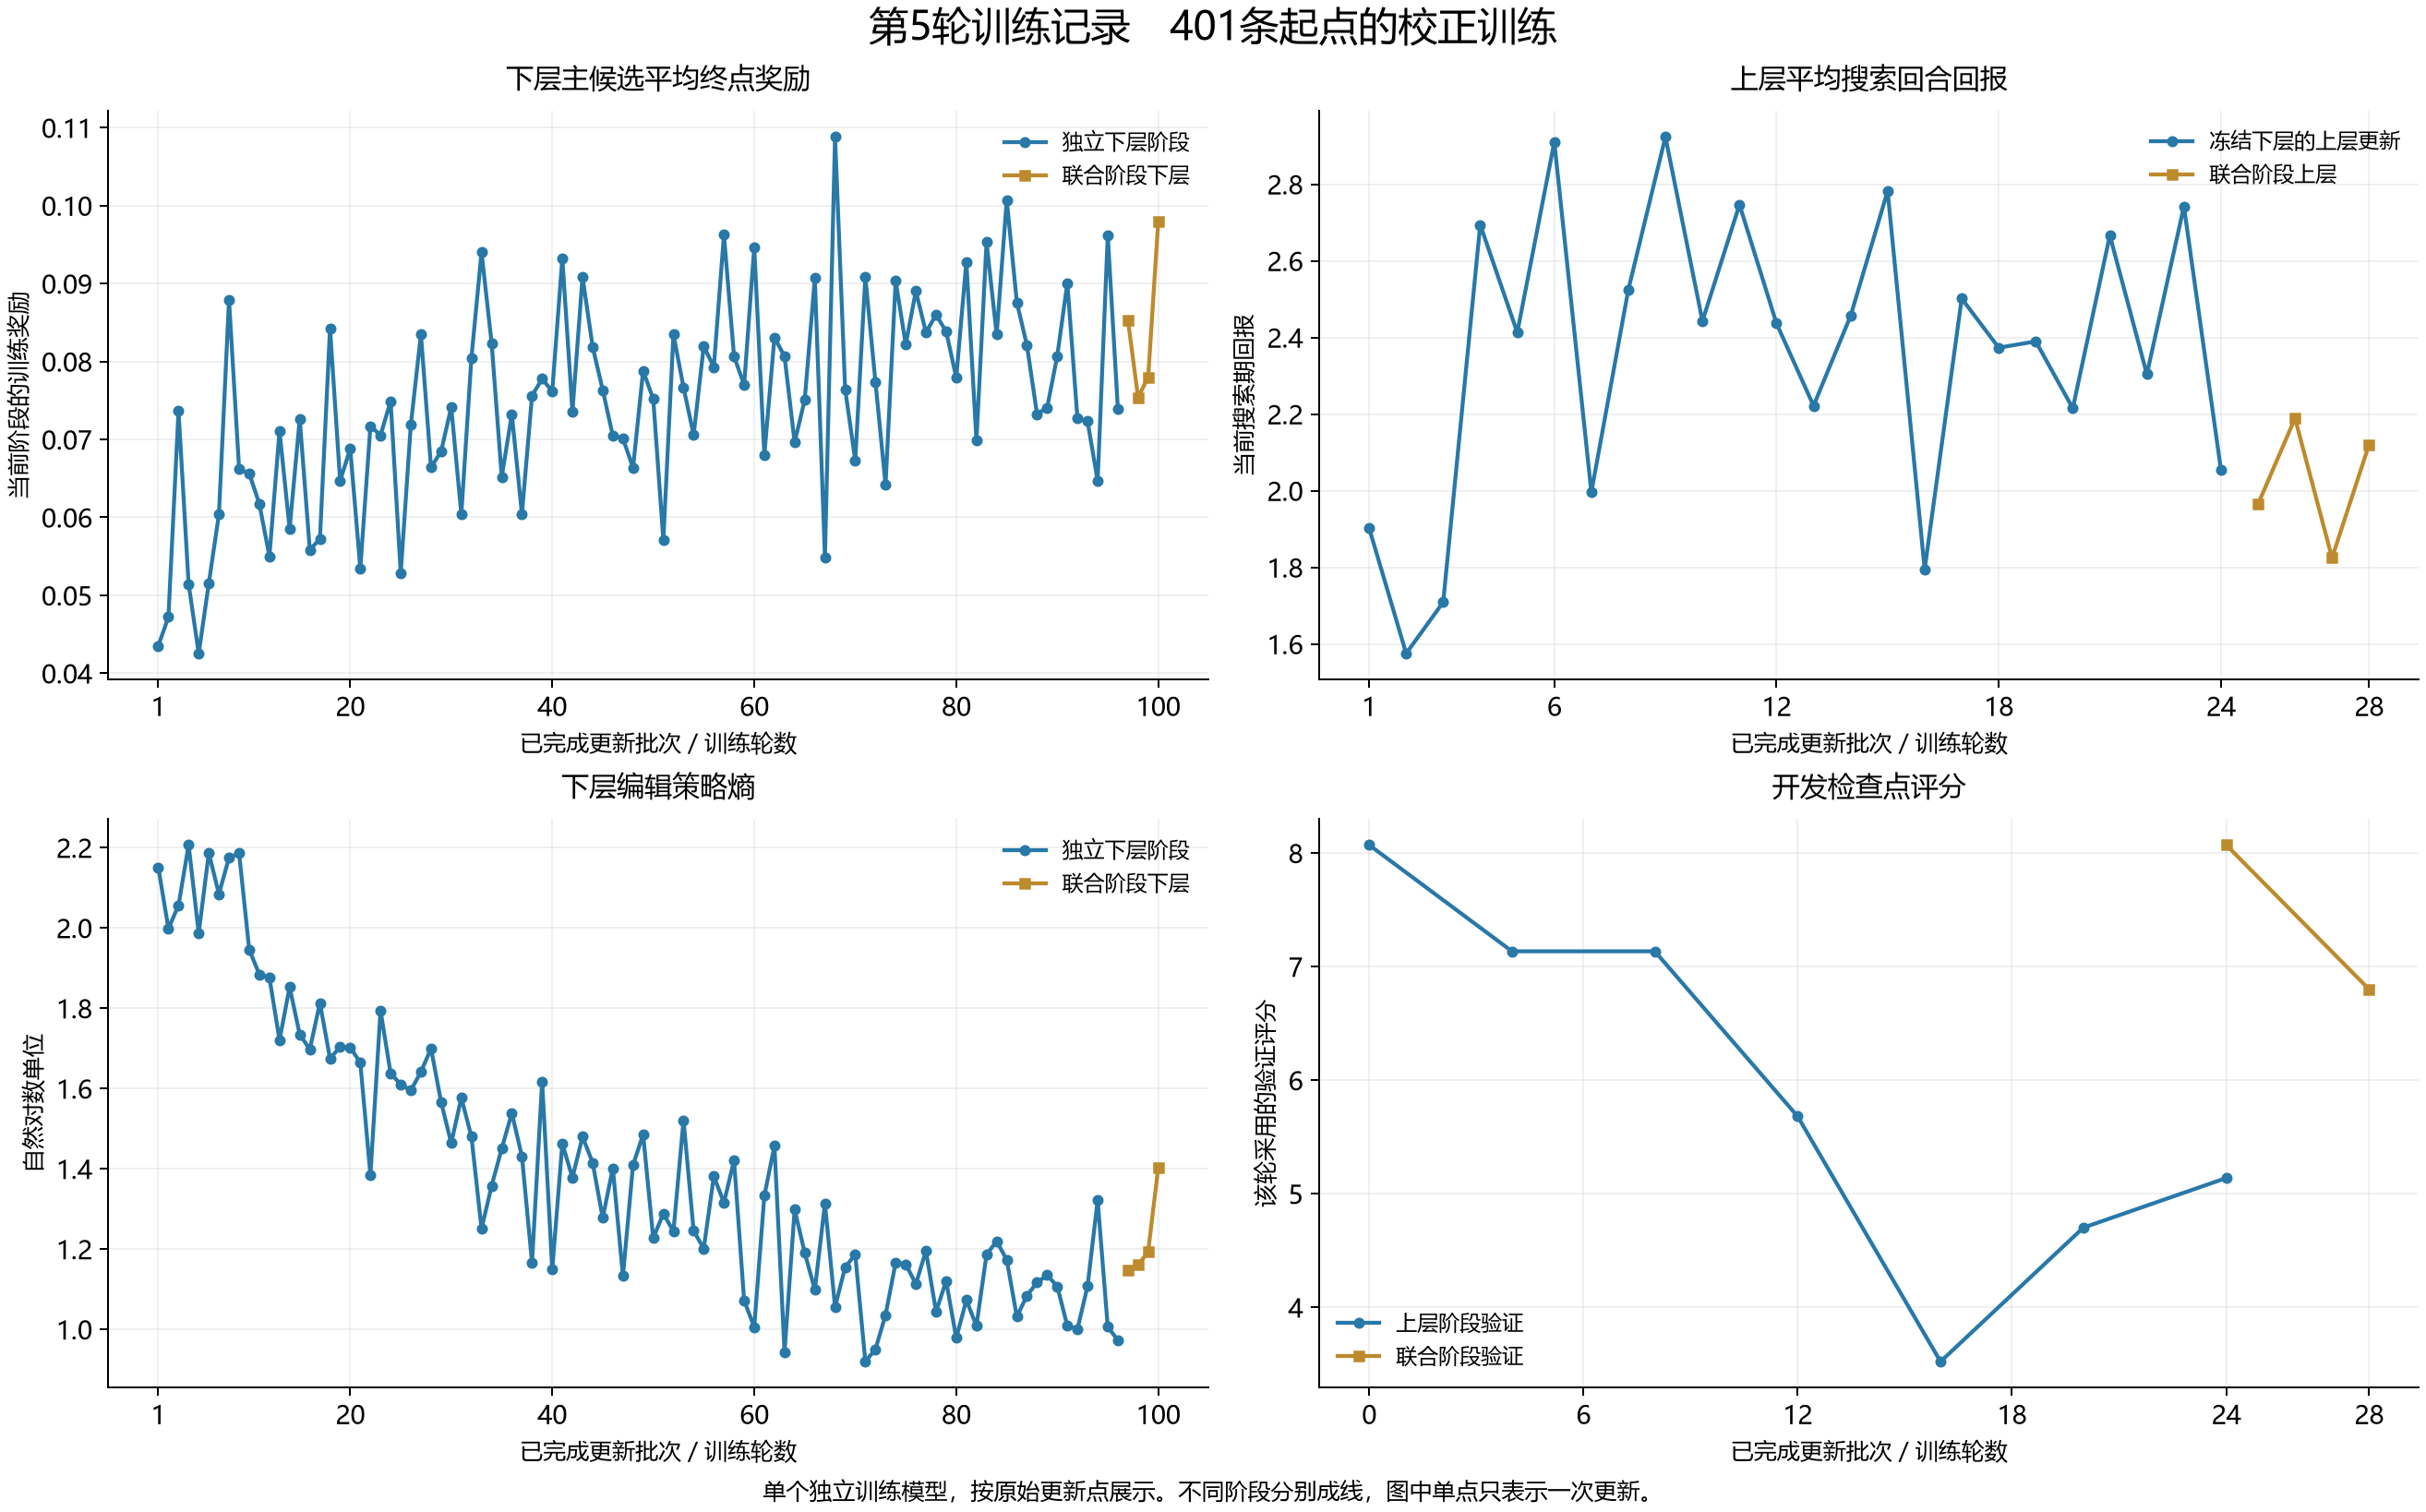 第5轮训练记录 401条起点的校正训练
下层主候选平均终点奖励
当前阶段的训练奖励
0.11
0.10
0.09
0.08
0.07
0.06
0.05
0.04
独立下层阶段
联合阶段下层
1 20 40 60 80 100
已完成更新批次 / 训练轮数
上层平均搜索回合回报
当前搜索期回报
2.8
2.6
2.4
2.2
2.0
1.8
1.6
冻结下层的上层更新
联合阶段上层
1 6 12 18 24 28
已完成更新批次 / 训练轮数
下层编辑策略熵
自然对数单位
2.2
2.0
1.8
1.6
1.4
1.2
1.0
独立下层阶段
联合阶段下层
1 20 40 60 80 100
已完成更新批次 / 训练轮数
开发检查点评分
该轮采用的验证评分
8
7
6
5
4
上层阶段验证
联合阶段验证
0 6 12 18 24 28
已完成更新批次 / 训练轮数
单个独立训练模型，按原始更新点展示。不同阶段分别成线，图中单点只表示一次更新。